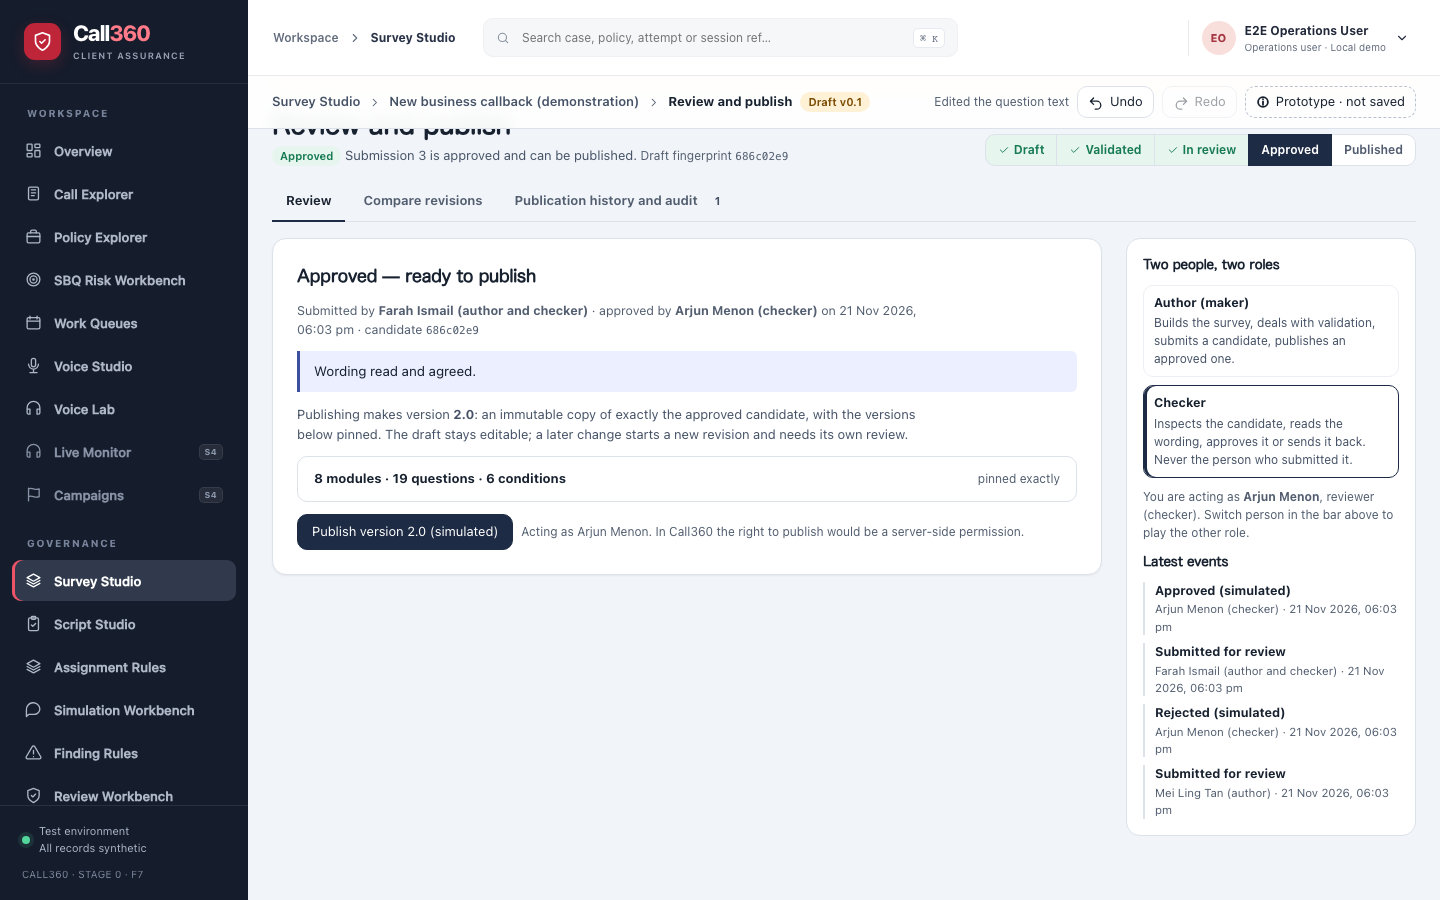 Call360
CLIENT ASSURANCE
WORKSPACE
Overview
Call Explorer
Policy Explorer
SBQ Risk Workbench
Work Queues
Voice Studio
Voice Lab
Live Monitor S4
Campaigns S4
GOVERNANCE
Survey Studio
Script Studio
Assignment Rules
Simulation Workbench
Finding Rules
Review Workbench
Test environment
All records synthetic
CALL360 · STAGE 0 · F7
Workspace > Survey Studio
Search case, policy, attempt or session ref...
⌘ K
EO
E2E Operations User
Operations user · Local demo
Survey Studio > New business callback (demonstration) > Review and publish Draft v0.1
Edited the question text
Undo
Redo
Prototype · not saved
Review and publish
Approved Submission 3 is approved and can be published. Draft fingerprint 686c02e9
Draft
Validated
In review
Approved
Published
Review
Compare revisions
Publication history and audit 1
Approved — ready to publish
Submitted by Farah Ismail (author and checker) · approved by Arjun Menon (checker) on 21 Nov 2026,
06:03 pm · candidate 686c02e9
Wording read and agreed.
Publishing makes version 2.0: an immutable copy of exactly the approved candidate, with the versions
below pinned. The draft stays editable; a later change starts a new revision and needs its own review.
8 modules · 19 questions · 6 conditions pinned exactly
Publish version 2.0 (simulated)
Acting as Arjun Menon. In Call360 the right to publish would be a server-side permission.
Two people, two roles
Author (maker)
Builds the survey, deals with validation,
submits a candidate, publishes an
approved one.
Checker
Inspects the candidate, reads the
wording, approves it or sends it back.
Never the person who submitted it.
You are acting as Arjun Menon, reviewer
(checker). Switch person in the bar above to
play the other role.
Latest events
Approved (simulated)
Arjun Menon (checker) · 21 Nov 2026, 06:03
pm
Submitted for review
Farah Ismail (author and checker) · 21 Nov
2026, 06:03 pm
Rejected (simulated)
Arjun Menon (checker) · 21 Nov 2026, 06:03
pm
Submitted for review
Mei Ling Tan (author) · 21 Nov 2026, 06:03
pm